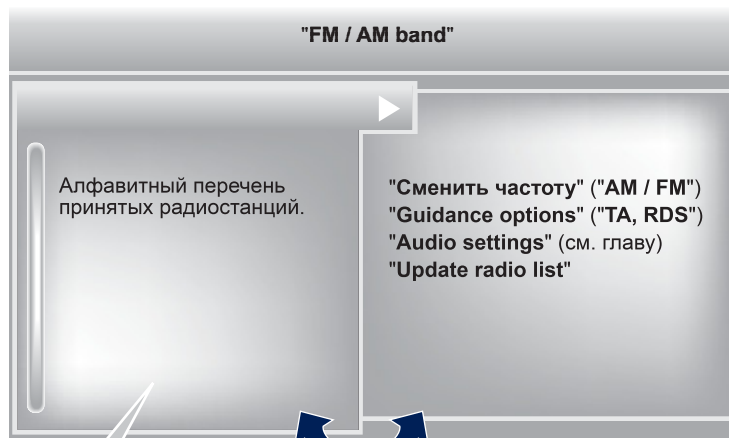 "FM / AM band"
Алфавитный перечень
принятых радиостанций.
"Сменить частоту" ("AM / FM")
"Guidance options" ("TA, RDS")
"Audio settings" (см. главу)
"Update radio list"